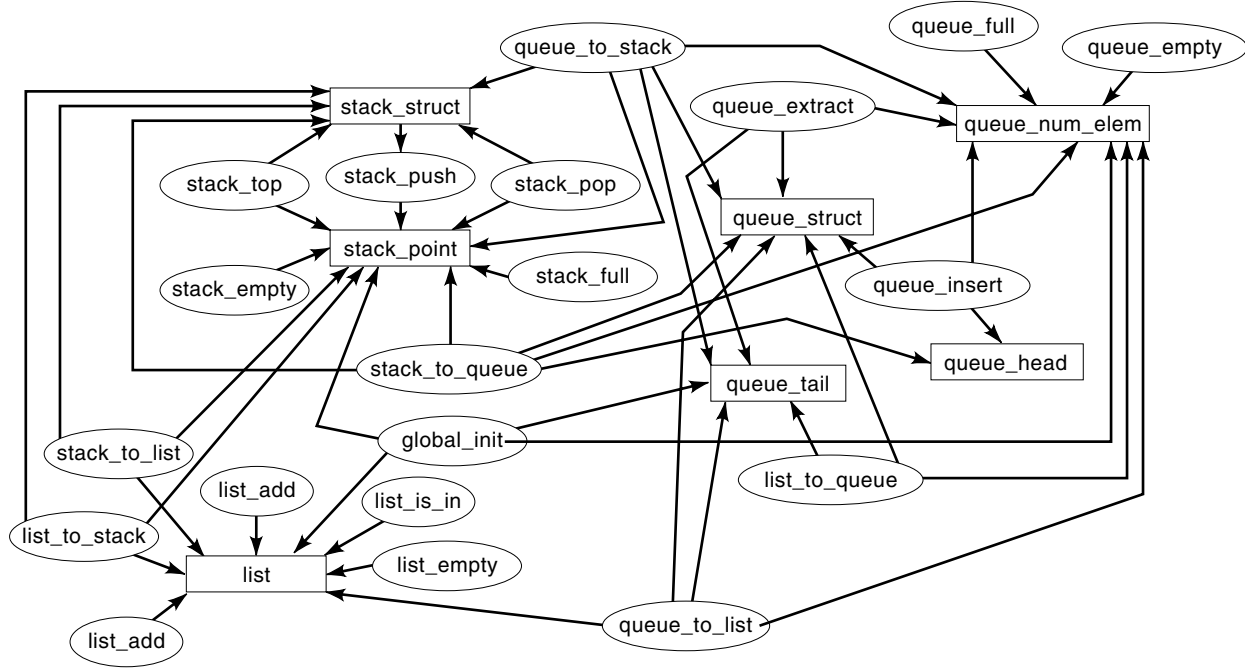 queue_full
queue_to_stack
queue_empty
stack_struct
queue_extract
queue_num_elem
stack_top
stack_push
stack_pop
queue_struct
stack_point
stack_empty
stack_full
queue_insert
stack_to_queue
queue_head
queue_tail
global_init
stack_to_list
list_to_queue
list_add
list_is_in
list_to_stack
list
list_empty
queue_to_list
list_add